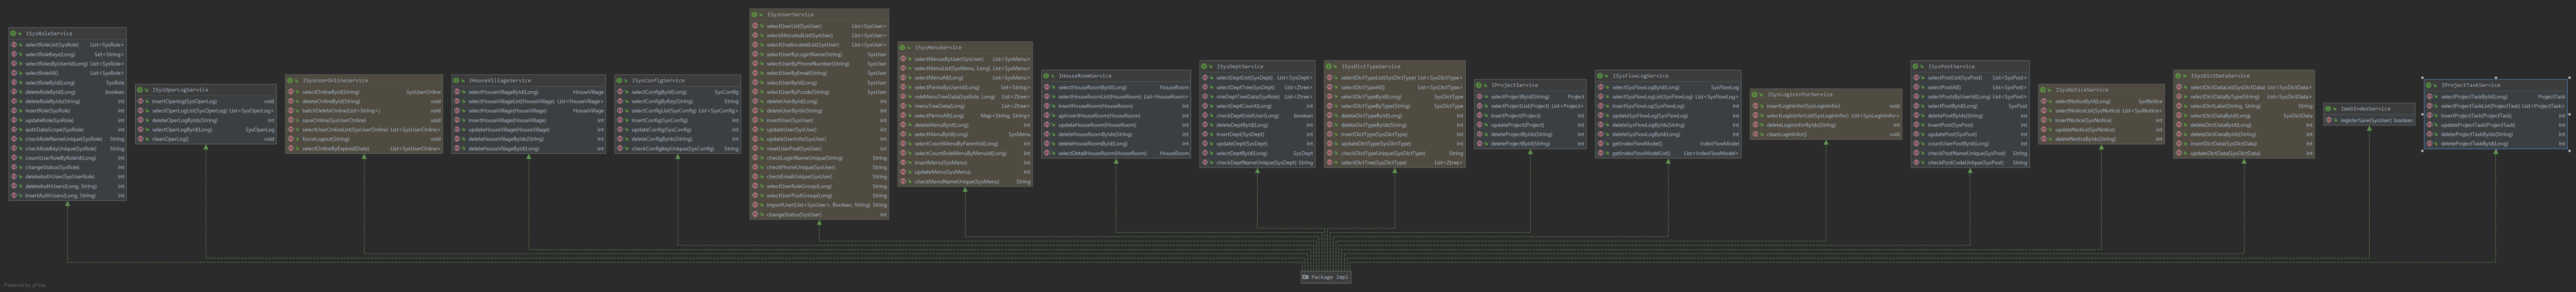 ISysRoleService
selectRoleList(SysRole) List<SysRole>
selectRoleKeys(Long) Set<String>
selectRolesByUserId(Long) List<SysRole>
selectRoleAll() List<SysRole>
selectRoleById(Long) SysRole
deleteRoleById(Long) boolean
deleteRoleByIds(String) int
insertRole(SysRole) int
updateRole(SysRole) int
authDataScope(SysRole) int
checkRoleNameUnique(SysRole) String
checkRoleKeyUnique(SysRole) String
countUserRoleByRoleId(Long) int
changeStatus(SysRole) int
deleteAuthUser(SysUserRole) int
deleteAuthUsers(Long, String) int
insertAuthUsers(Long, String) int
ISysOperLogService
insertOperlog(SysOperLog) void
selectOperLogList(SysOperLog) List<SysOperLog>
deleteOperLogByIds(String) int
selectOperLogById(Long) SysOperLog
cleanOperLog() void
ISysUserOnlineService
selectOnlineById(String) SysUserOnline
deleteOnlineById(String) void
batchDeleteOnline(List<String>) void
saveOnline(SysUserOnline) void
selectUserOnlineList(SysUserOnline) List<SysUserOnline>
forceLogout(String) void
selectOnlineByExpired(Date) List<SysUserOnline>
IHouseVillageService
selectHouseVillageById(Long) HouseVillage
selectHouseVillageList(HouseVillage) List<HouseVillage>
selectHouseVillage(HouseVillage) HouseVillage
insertHouseVillage(HouseVillage) int
updateHouseVillage(HouseVillage) int
deleteHouseVillageByIds(String) int
deleteHouseVillageById(Long) int
ISysConfigService
selectConfigById(Long) SysConfig
selectConfigByKey(String) String
selectConfigList(SysConfig) List<SysConfig>
insertConfig(SysConfig) int
updateConfig(SysConfig) int
deleteConfigByIds(String) int
checkConfigKeyUnique(SysConfig) String
ISysUserService
selectUserList(SysUser) List<SysUser>
selectAllocatedList(SysUser) List<SysUser>
selectUnallocatedList(SysUser) List<SysUser>
selectUserByLoginName(String) SysUser
selectUserByPhoneNumber(String) SysUser
selectUserByEmail(String) SysUser
selectUserById(Long) SysUser
selectUserByPcode(String) SysUser
deleteUserById(Long) int
deleteUserByIds(String) int
insertUser(SysUser) int
updateUser(SysUser) int
updateUserInfo(SysUser) int
resetUserPwd(SysUser) int
checkLoginNameUnique(String) String
checkPhoneUnique(SysUser) String
checkEmailUnique(SysUser) String
selectUserRoleGroup(Long) String
selectUserPostGroup(Long) String
importUser(List<SysUser>, Boolean, String) String
changeStatus(SysUser) int
ISysMenuService
selectMenusByUser(SysUser) List<SysMenu>
selectMenuList(SysMenu, Long) List<SysMenu>
selectMenuAll(Long) List<SysMenu>
selectPermsByUserId(Long) Set<String>
roleMenuTreeData(SysRole, Long) List<Ztree>
menuTreeData(Long) List<Ztree>
selectPermsAll(Long) Map<String, String>
deleteMenuById(Long) int
selectMenuById(Long) SysMenu
selectCountMenuByParentId(Long) int
selectCountRoleMenuByMenuId(Long) int
insertMenu(SysMenu) int
updateMenu(SysMenu) int
checkMenuNameUnique(SysMenu) String
IHouseRoomService
selectHouseRoomById(Long) HouseRoom
selectHouseRoomList(HouseRoom) List<HouseRoom>
insertHouseRoom(HouseRoom) int
apiInsertHouseRoom(HouseRoom) int
updateHouseRoom(HouseRoom) int
deleteHouseRoomByIds(String) int
deleteHouseRoomById(Long) int
selectDetailHouseRoom(HouseRoom) HouseRoom
ISysDeptService
selectDeptList(SysDept) List<SysDept>
selectDeptTree(SysDept) List<Ztree>
roleDeptTreeData(SysRole) List<Ztree>
selectDeptCount(Long) int
checkDeptExistUser(Long) boolean
deleteDeptById(Long) int
insertDept(SysDept) int
updateDept(SysDept) int
selectDeptById(Long) SysDept
checkDeptNameUnique(SysDept) String
ISysDictTypeService
selectDictTypeList(SysDictType) List<SysDictType>
selectDictTypeAll() List<SysDictType>
selectDictTypeById(Long) SysDictType
selectDictTypeByType(String) SysDictType
deleteDictTypeById(Long) int
deleteDictTypeByIds(String) int
insertDictType(SysDictType) int
updateDictType(SysDictType) int
checkDictTypeUnique(SysDictType) String
selectDictTree(SysDictType) List<Ztree>
IProjectService
selectProjectById(String) Project
selectProjectList(Project) List<Project>
insertProject(Project) int
updateProject(Project) int
deleteProjectByIds(String) int
deleteProjectById(String) int
ISysFlowLogService
selectSysFlowLogById(Long) SysFlowLog
selectSysFlowLogList(SysFlowLog) List<SysFlowLog>
insertSysFlowLog(SysFlowLog) int
updateSysFlowLog(SysFlowLog) int
deleteSysFlowLogByIds(String) int
deleteSysFlowLogById(Long) int
getIndexFlowModel() IndexFlowModel
getIndexFlowModelList() List<IndexFlowModel>
ISysLogininforService
insertLogininfor(SysLogininfor) void
selectLogininforList(SysLogininfor) List<SysLogininfor>
deleteLogininforByIds(String) int
cleanLogininfor() void
ISysPostService
selectPostList(SysPost) List<SysPost>
selectPostAll() List<SysPost>
selectPostsByUserId(Long) List<SysPost>
selectPostById(Long) SysPost
deletePostByIds(String) int
insertPost(SysPost) int
updatePost(SysPost) int
countUserPostById(Long) int
checkPostNameUnique(SysPost) String
checkPostCodeUnique(SysPost) String
ISysNoticeService
selectNoticeById(Long) SysNotice
selectNoticeList(SysNotice) List<SysNotice>
insertNotice(SysNotice) int
updateNotice(SysNotice) int
deleteNoticeByIds(String) int
ISysDictDataService
selectDictDataList(SysDictData) List<SysDictData>
selectDictDataByType(String) List<SysDictData>
selectDictLabel(String, String) String
selectDictDataById(Long) SysDictData
deleteDictDataById(Long) int
deleteDictDataByIds(String) int
insertDictData(SysDictData) int
updateDictData(SysDictData) int
IWebIndexService
registerSave(SysUser) boolean
IProjectTaskService
selectProjectTaskById(Long) ProjectTask
selectProjectTaskList(ProjectTask) List<ProjectTask>
insertProjectTask(ProjectTask) int
updateProjectTask(ProjectTask) int
deleteProjectTaskByIds(String) int
deleteProjectTaskById(Long) int
Package impl
Powered by yFiles